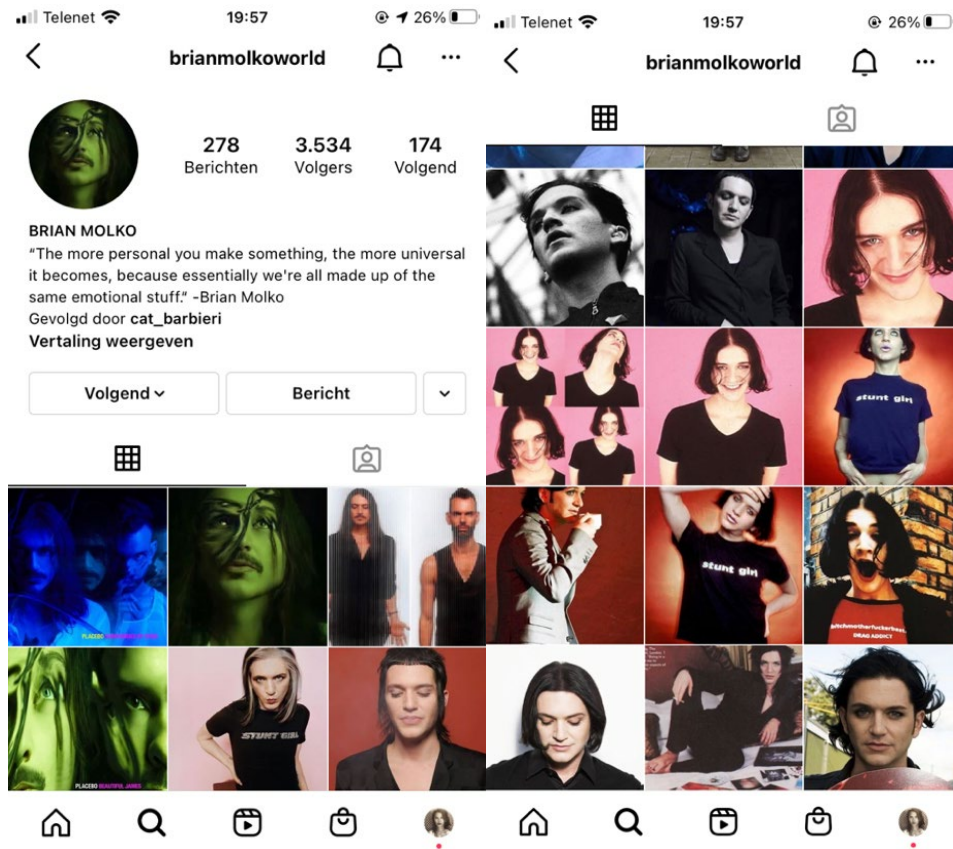 Telenet 19:57 26%
brianmolkoworld
278 3.534 174
Berichten Volgers Volgend
BRIAN MOLKO
“The more personal you make something, the more universal
it becomes, because essentially we're all made up of the
same emotional stuff." -Brian Molko
Gevolgd door cat_barbieri
Vertaling weergeven
Volgend Bericht
PLACEBO
PLACEBO BEAUTIFUL JAMES
STUNT GIRL
Telenet 19:57 26%
brianmolkoworld
stunt girl
stunt girl
DRAG ADDICT